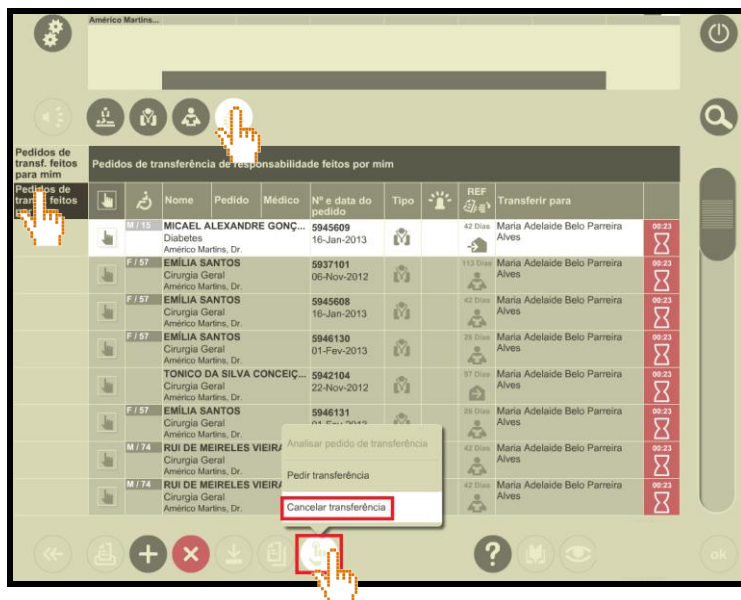 Américo Martins...
Pedidos de
transf. feitos
para mim
Pedidos de transferência de responsabilidade feitos por mim
Pedidos de
transf. feitos
Nome Pedido Médico Nº e data do
pedido
Tipo REF Transferir para
M / 15 MICAEL ALEXANDRE GONÇ... 5945609 42 Dias Maria Adelaide Belo Parreira 00:23
Diabetes 16-Jan-2013 Alves
Américo Martins, Dr.
F / 57 EMÍLIA SANTOS 5937101 113 Dias Maria Adelaide Belo Parreira 00:23
Cirurgia Geral 06-Nov-2012 Alves
Américo Martins, Dr.
F / 57 EMÍLIA SANTOS 5945608 42 Dias Maria Adelaide Belo Parreira 00:23
Cirurgia Geral 16-Jan-2013 Alves
Américo Martins, Dr.
F / 57 EMÍLIA SANTOS 5946130 26 Dias Maria Adelaide Belo Parreira 00:23
Cirurgia Geral 01-Fev-2013 Alves
Américo Martins, Dr.
TONICO DA SILVA CONCEIÇ... 5942104 97 Dias Maria Adelaide Belo Parreira 00:23
Cirurgia Geral 22-Nov-2012 Alves
Américo Martins, Dr.
F / 57 EMÍLIA SANTOS 5946131 26 Dias Maria Adelaide Belo Parreira 00:23
Cirurgia Geral 01-Fev-2013 Alves
Américo Martins, Dr.
M / 74 RUI DE MEIRELES VIEIRA 42 Dias Maria Adelaide Belo Parreira 00:23
Cirurgia Geral Alves
Américo Martins, Dr.
M / 74 RUI DE MEIRELES VIEIRA 42 Dias Maria Adelaide Belo Parreira 00:23
Cirurgia Geral Alves
Américo Martins, Dr.
Analisar pedido de transferência
Pedir transferência
Cancelar transferência
?
ok